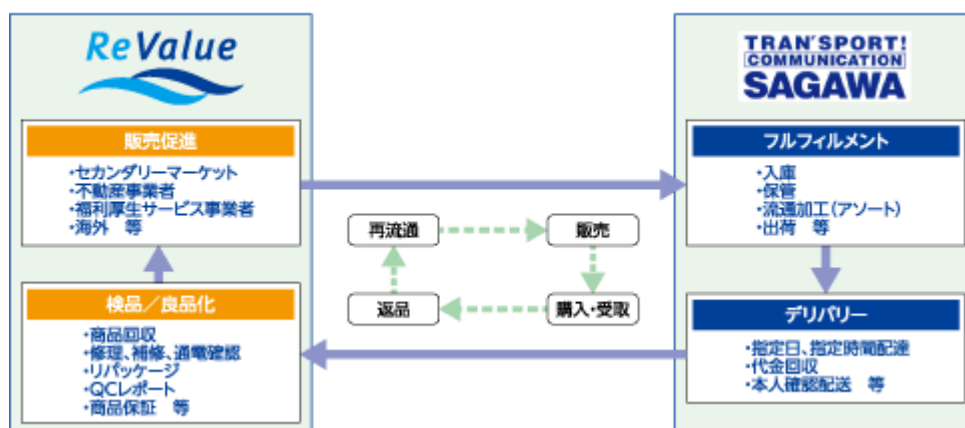 ReValue
販売促進
・セカンダリーマーケット
・不動産事業者
・福利厚生サービス事業者
・海外 等
検品／良品化
・商品回収
・修理、補修、通電確認
・リパッケージ
・QCレポート
・商品保証 等
再流通
販売
返品
購入・受取
TRAN'SPORT!
COMMUNICATION
SAGAWA
フルフィルメント
・入庫
・保管
・流通加工（アソート）
・出荷 等
デリバリー
・指定日、指定時間配達
・代金回収
・本人確認配送 等